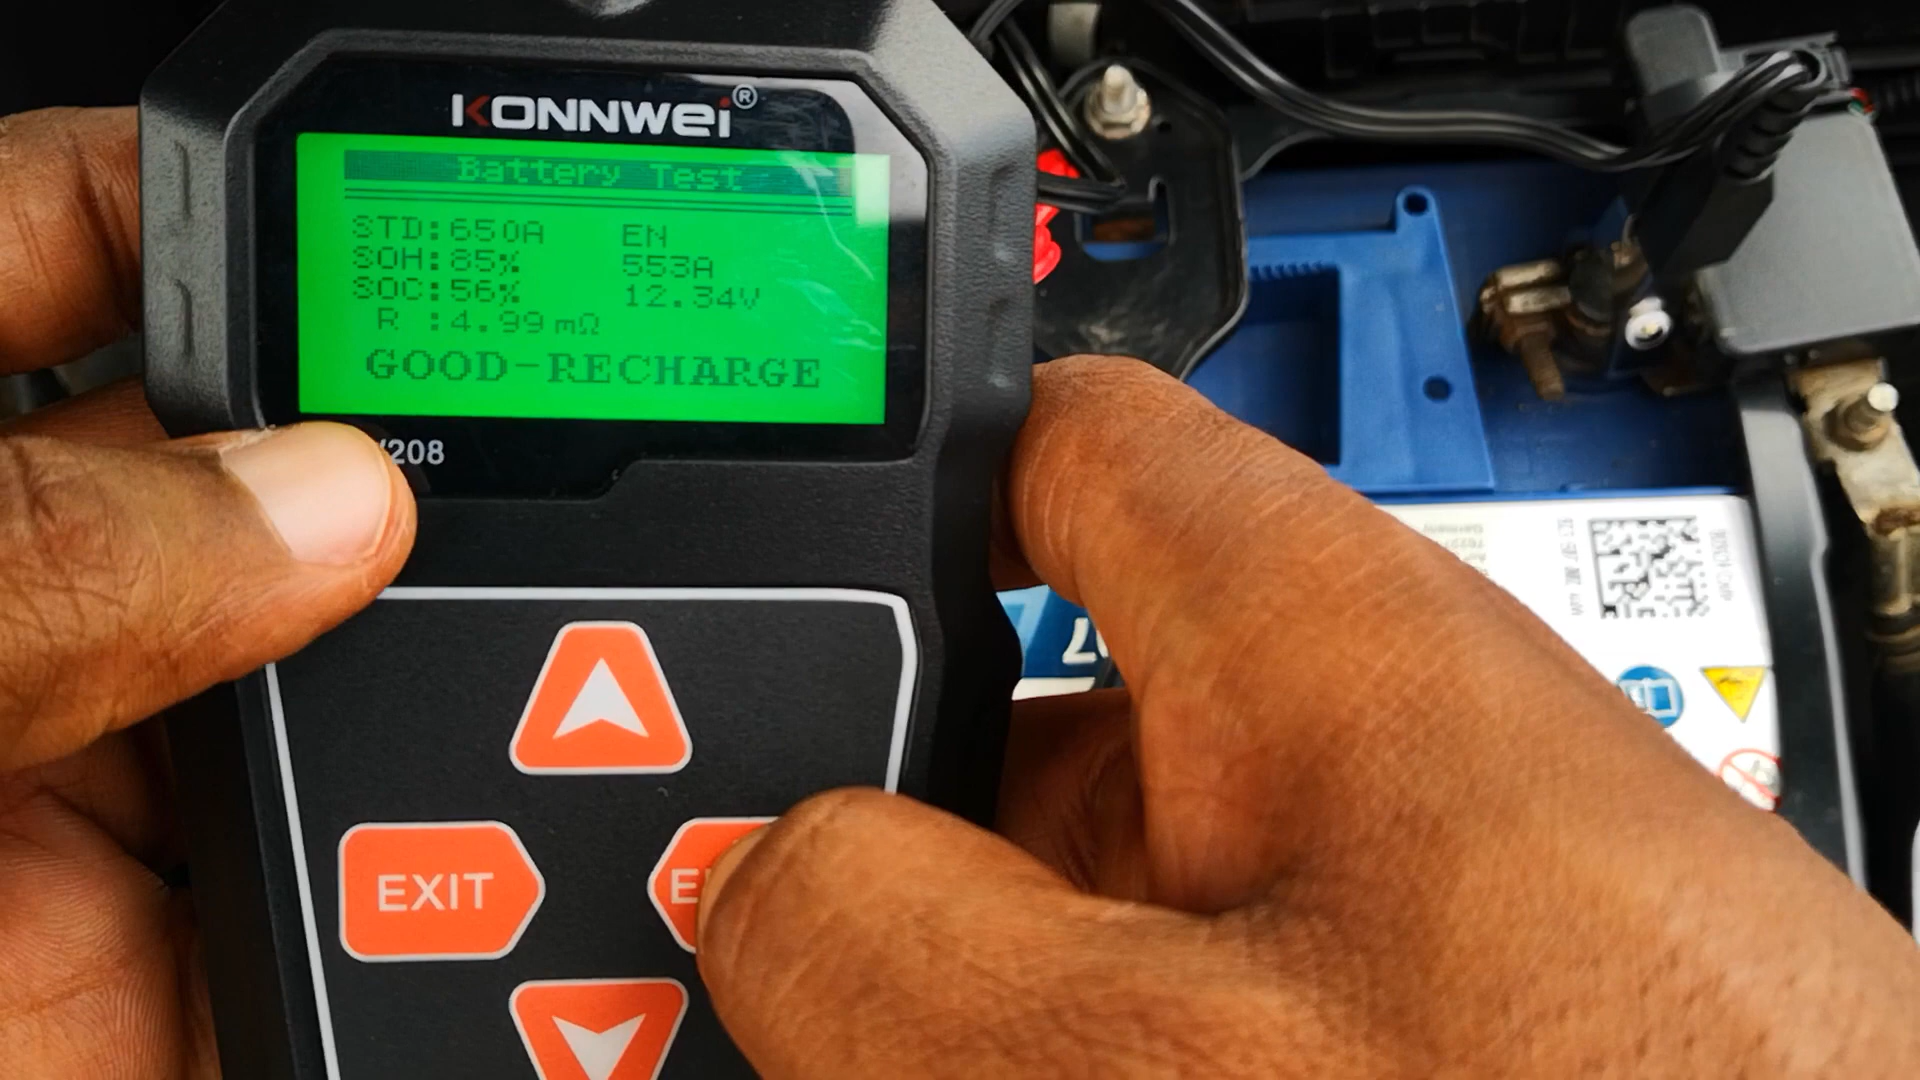 KONNWEi®
Battery Test
STD:650A EN
SOH:85% 553A
SOC:56% 12.34V
R :4.99mΩ
GOOD-RECHARGE
208
EXIT